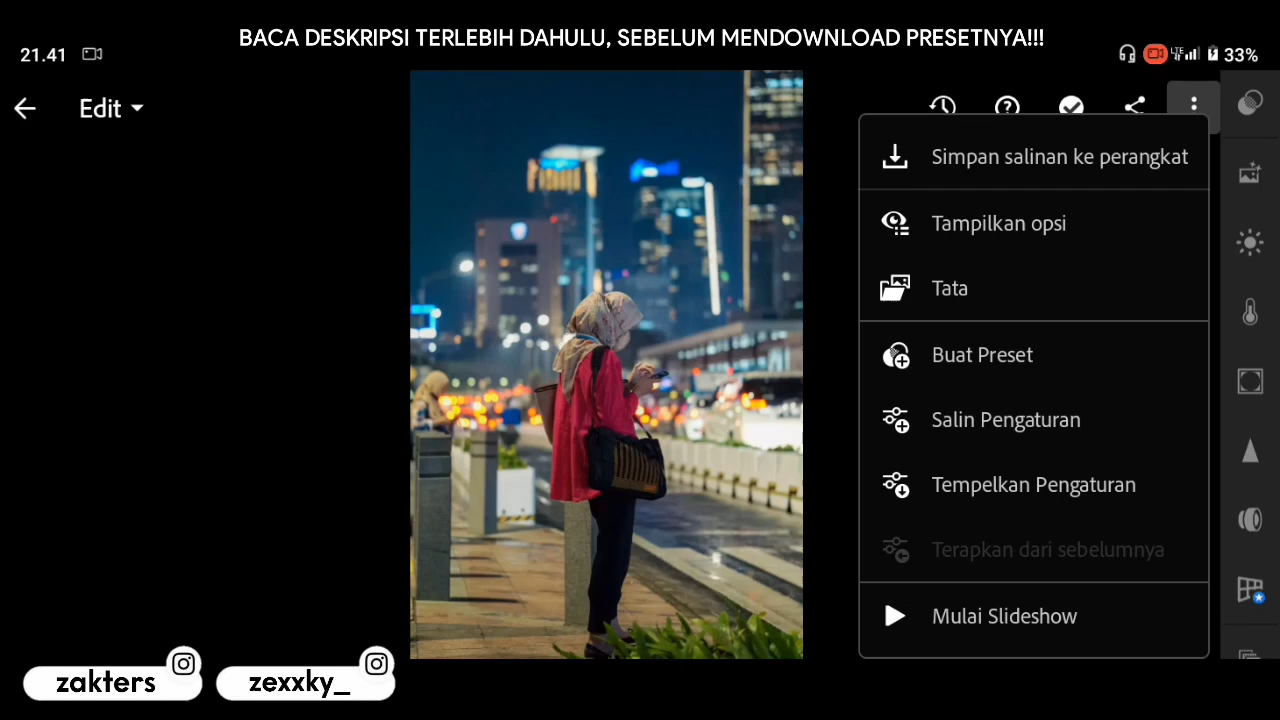 BACA DESKRIPSI TERLEBIH DAHULU, SEBELUM MENDOWNLOAD PRESETNYA!!!
21.41
LTE
33%
Edit
Simpan salinan ke perangkat
Tampilkan opsi
Tata
Buat Preset
Salin Pengaturan
Tempelkan Pengaturan
Terapkan dari sebelumnya
Mulai Slideshow
zakters
zexxky_